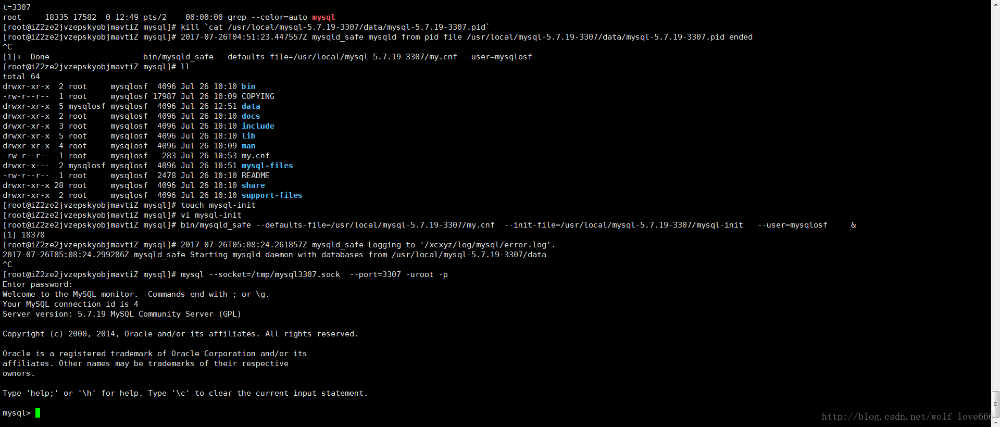 t=3307
root     18335 17582  0 12:49 pts/2    00:00:00 grep --color=auto mysql
[root@iZ2ze2jvzepskyobjmavtiZ mysql]# kill `cat /usr/local/mysql-5.7.19-3307/data/mysql-5.7.19-3307.pid`
[root@iZ2ze2jvzepskyobjmavtiZ mysql]# 2017-07-26T04:51:23.447557Z mysqld_safe mysqld from pid file /usr/local/mysql-5.7.19-3307/data/mysql-5.7.19-3307.pid ended
^C
[1]+  Done                    bin/mysqld_safe --defaults-file=/usr/local/mysql-5.7.19-3307/my.cnf --user=mysqlosf
[root@iZ2ze2jvzepskyobjmavtiZ mysql]# ll
total 64
drwxr-xr-x  2 root     mysqlosf  4096 Jul 26 10:10 bin
-rw-r--r--  1 root     mysqlosf 17987 Jul 26 10:09 COPYING
drwxr-xr-x  5 mysqlosf mysqlosf  4096 Jul 26 12:51 data
drwxr-xr-x  2 root     mysqlosf  4096 Jul 26 10:10 docs
drwxr-xr-x  3 root     mysqlosf  4096 Jul 26 10:10 include
drwxr-xr-x  5 root     mysqlosf  4096 Jul 26 10:10 lib
drwxr-xr-x  4 root     mysqlosf  4096 Jul 26 10:09 man
-rw-r--r--  1 root     mysqlosf   283 Jul 26 10:53 my.cnf
drwxr-x---  2 mysqlosf mysqlosf  4096 Jul 26 10:51 mysql-files
-rw-r--r--  1 root     mysqlosf  2478 Jul 26 10:10 README
drwxr-xr-x 28 root     mysqlosf  4096 Jul 26 10:10 share
drwxr-xr-x  2 root     mysqlosf  4096 Jul 26 10:10 support-files
[root@iZ2ze2jvzepskyobjmavtiZ mysql]# touch mysql-init
[root@iZ2ze2jvzepskyobjmavtiZ mysql]# vi mysql-init
[root@iZ2ze2jvzepskyobjmavtiZ mysql]# bin/mysqld_safe --defaults-file=/usr/local/mysql-5.7.19-3307/my.cnf  --init-file=/usr/local/mysql-5.7.19-3307/mysql-init   --user=mysqlosf     &
[1] 18378
[root@iZ2ze2jvzepskyobjmavtiZ mysql]# 2017-07-26T05:08:24.261857Z mysqld_safe Logging to '/xcxyz/log/mysql/error.log'.
2017-07-26T05:08:24.299286Z mysqld_safe Starting mysqld daemon with databases from /usr/local/mysql-5.7.19-3307/data
^C
[root@iZ2ze2jvzepskyobjmavtiZ mysql]# mysql --socket=/tmp/mysql3307.sock  --port=3307 -uroot -p
Enter password:
Welcome to the MySQL monitor.  Commands end with ; or \g.
Your MySQL connection id is 4
Server version: 5.7.19 MySQL Community Server (GPL)
Copyright (c) 2000, 2014, Oracle and/or its affiliates. All rights reserved.
Oracle is a registered trademark of Oracle Corporation and/or its
affiliates. Other names may be trademarks of their respective
owners.
Type 'help;' or '\h' for help. Type '\c' to clear the current input statement.
mysql>
http://blog.csdn.net/wolf_love666